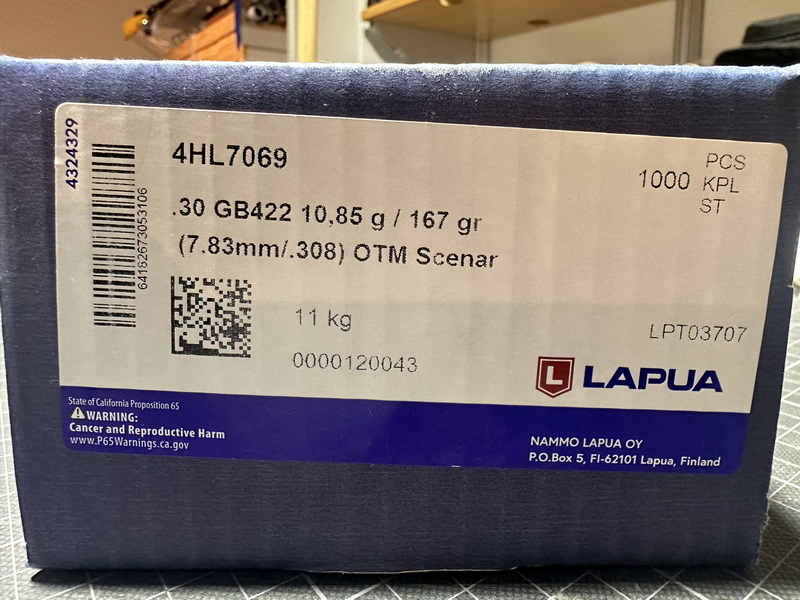 4324329
6418267305310​6
4HL7069
.30 GB422 10,85 g / 167 gr
(7.83mm/.308) OTM Scenar
PCS
1000 KPL
ST
11 kg
0000120043
LPT03707
L LAPUA
State of California Proposition 65
WARNING:
Cancer and Reproductive Harm
www.P65Warnings.ca.gov
NAMMO LAPUA OY
P.O.Box 5, FI-62101 Lapua, Finland